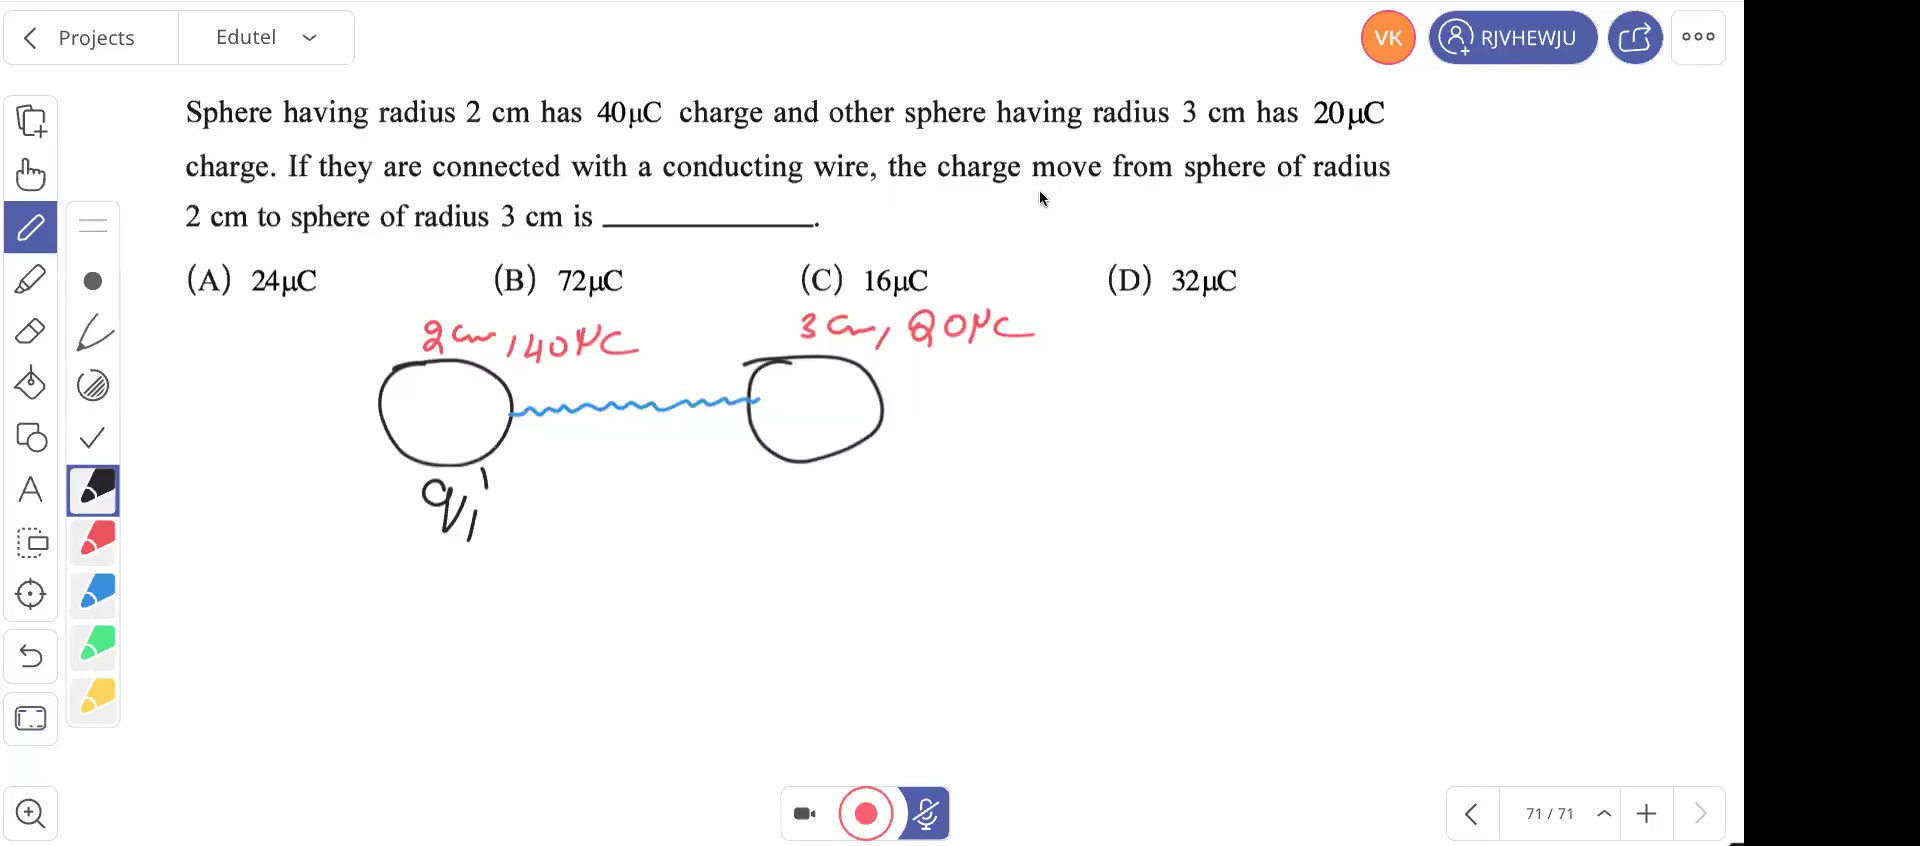 Projects
Edutel
VK
RJVHEWJU
Sphere having radius 2 cm has 40μC charge and other sphere having radius 3 cm has 20μC
charge. If they are connected with a conducting wire, the charge move from sphere of radius
2 cm to sphere of radius 3 cm is ____________.
(A) 24μC (B) 72μC (C) 16μC (D) 32μC
2cm, 40μC
3cm, 20μC
q₁'
A
71 / 71